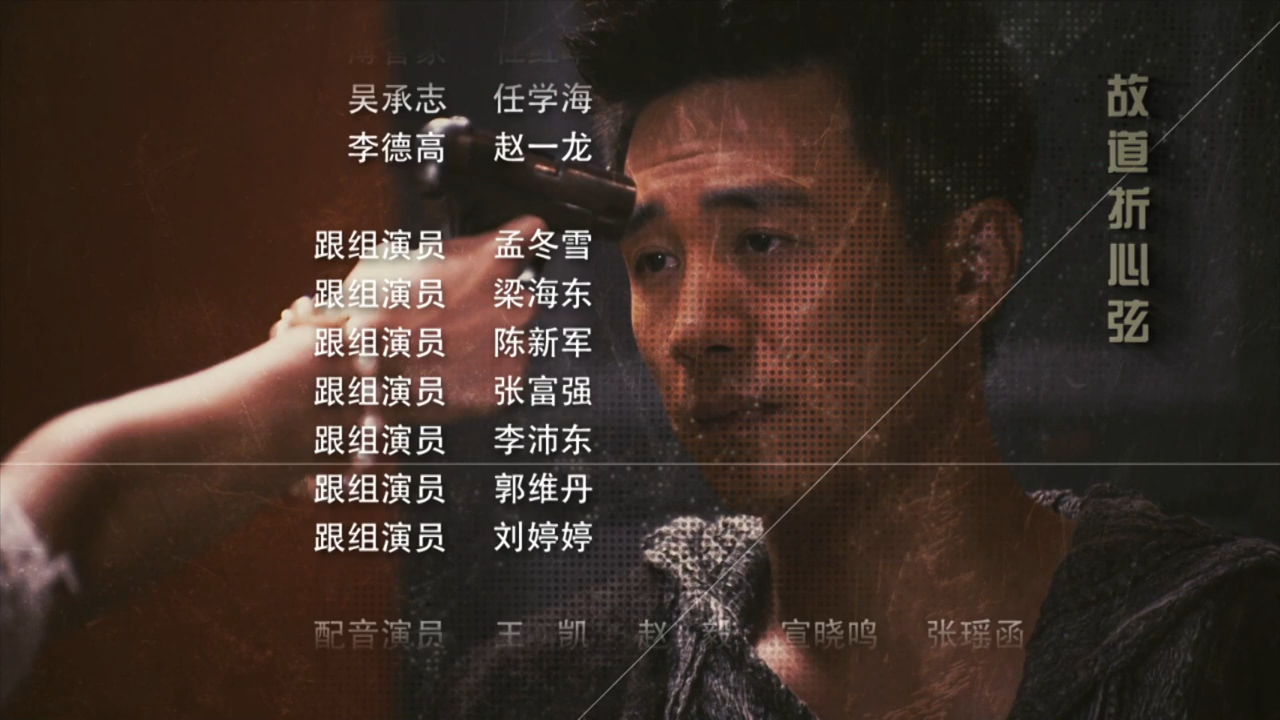 吴承志 任学海
李德高 赵一龙
跟组演员 孟冬雪
跟组演员 梁海东
跟组演员 陈新军
跟组演员 张富强
跟组演员 李沛东
跟组演员 郭维丹
跟组演员 刘婷婷
配音演员 王 凯 赵 毅 宣晓鸣 张瑶函
故道折心弦